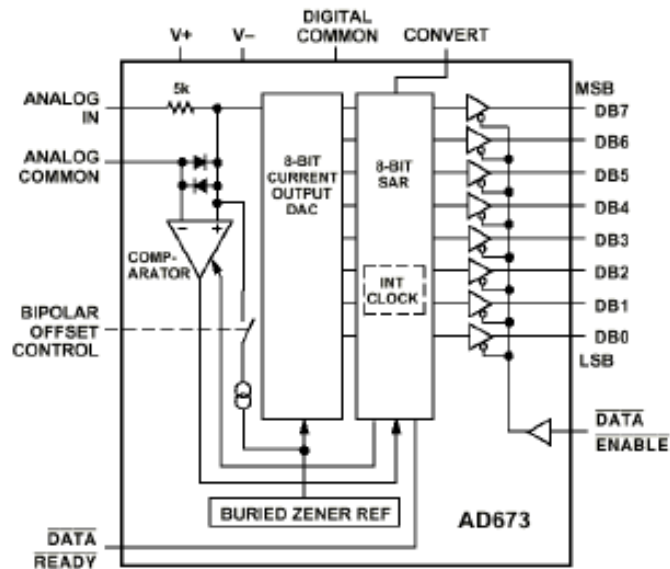 V+
V−
DIGITAL
COMMON
CONVERT
ANALOG
IN
5k
MSB
DB7
DB6
ANALOG
COMMON
8-BIT
CURRENT
OUTPUT
DAC
8-BIT
SAR
DB5
DB4
−
+
COMP-
ARATOR
DB3
INT
CLOCK
DB2
DB1
BIPOLAR
OFFSET
CONTROL
DB0
LSB
DATA
ENABLE
BURIED ZENER REF
AD673
DATA
READY